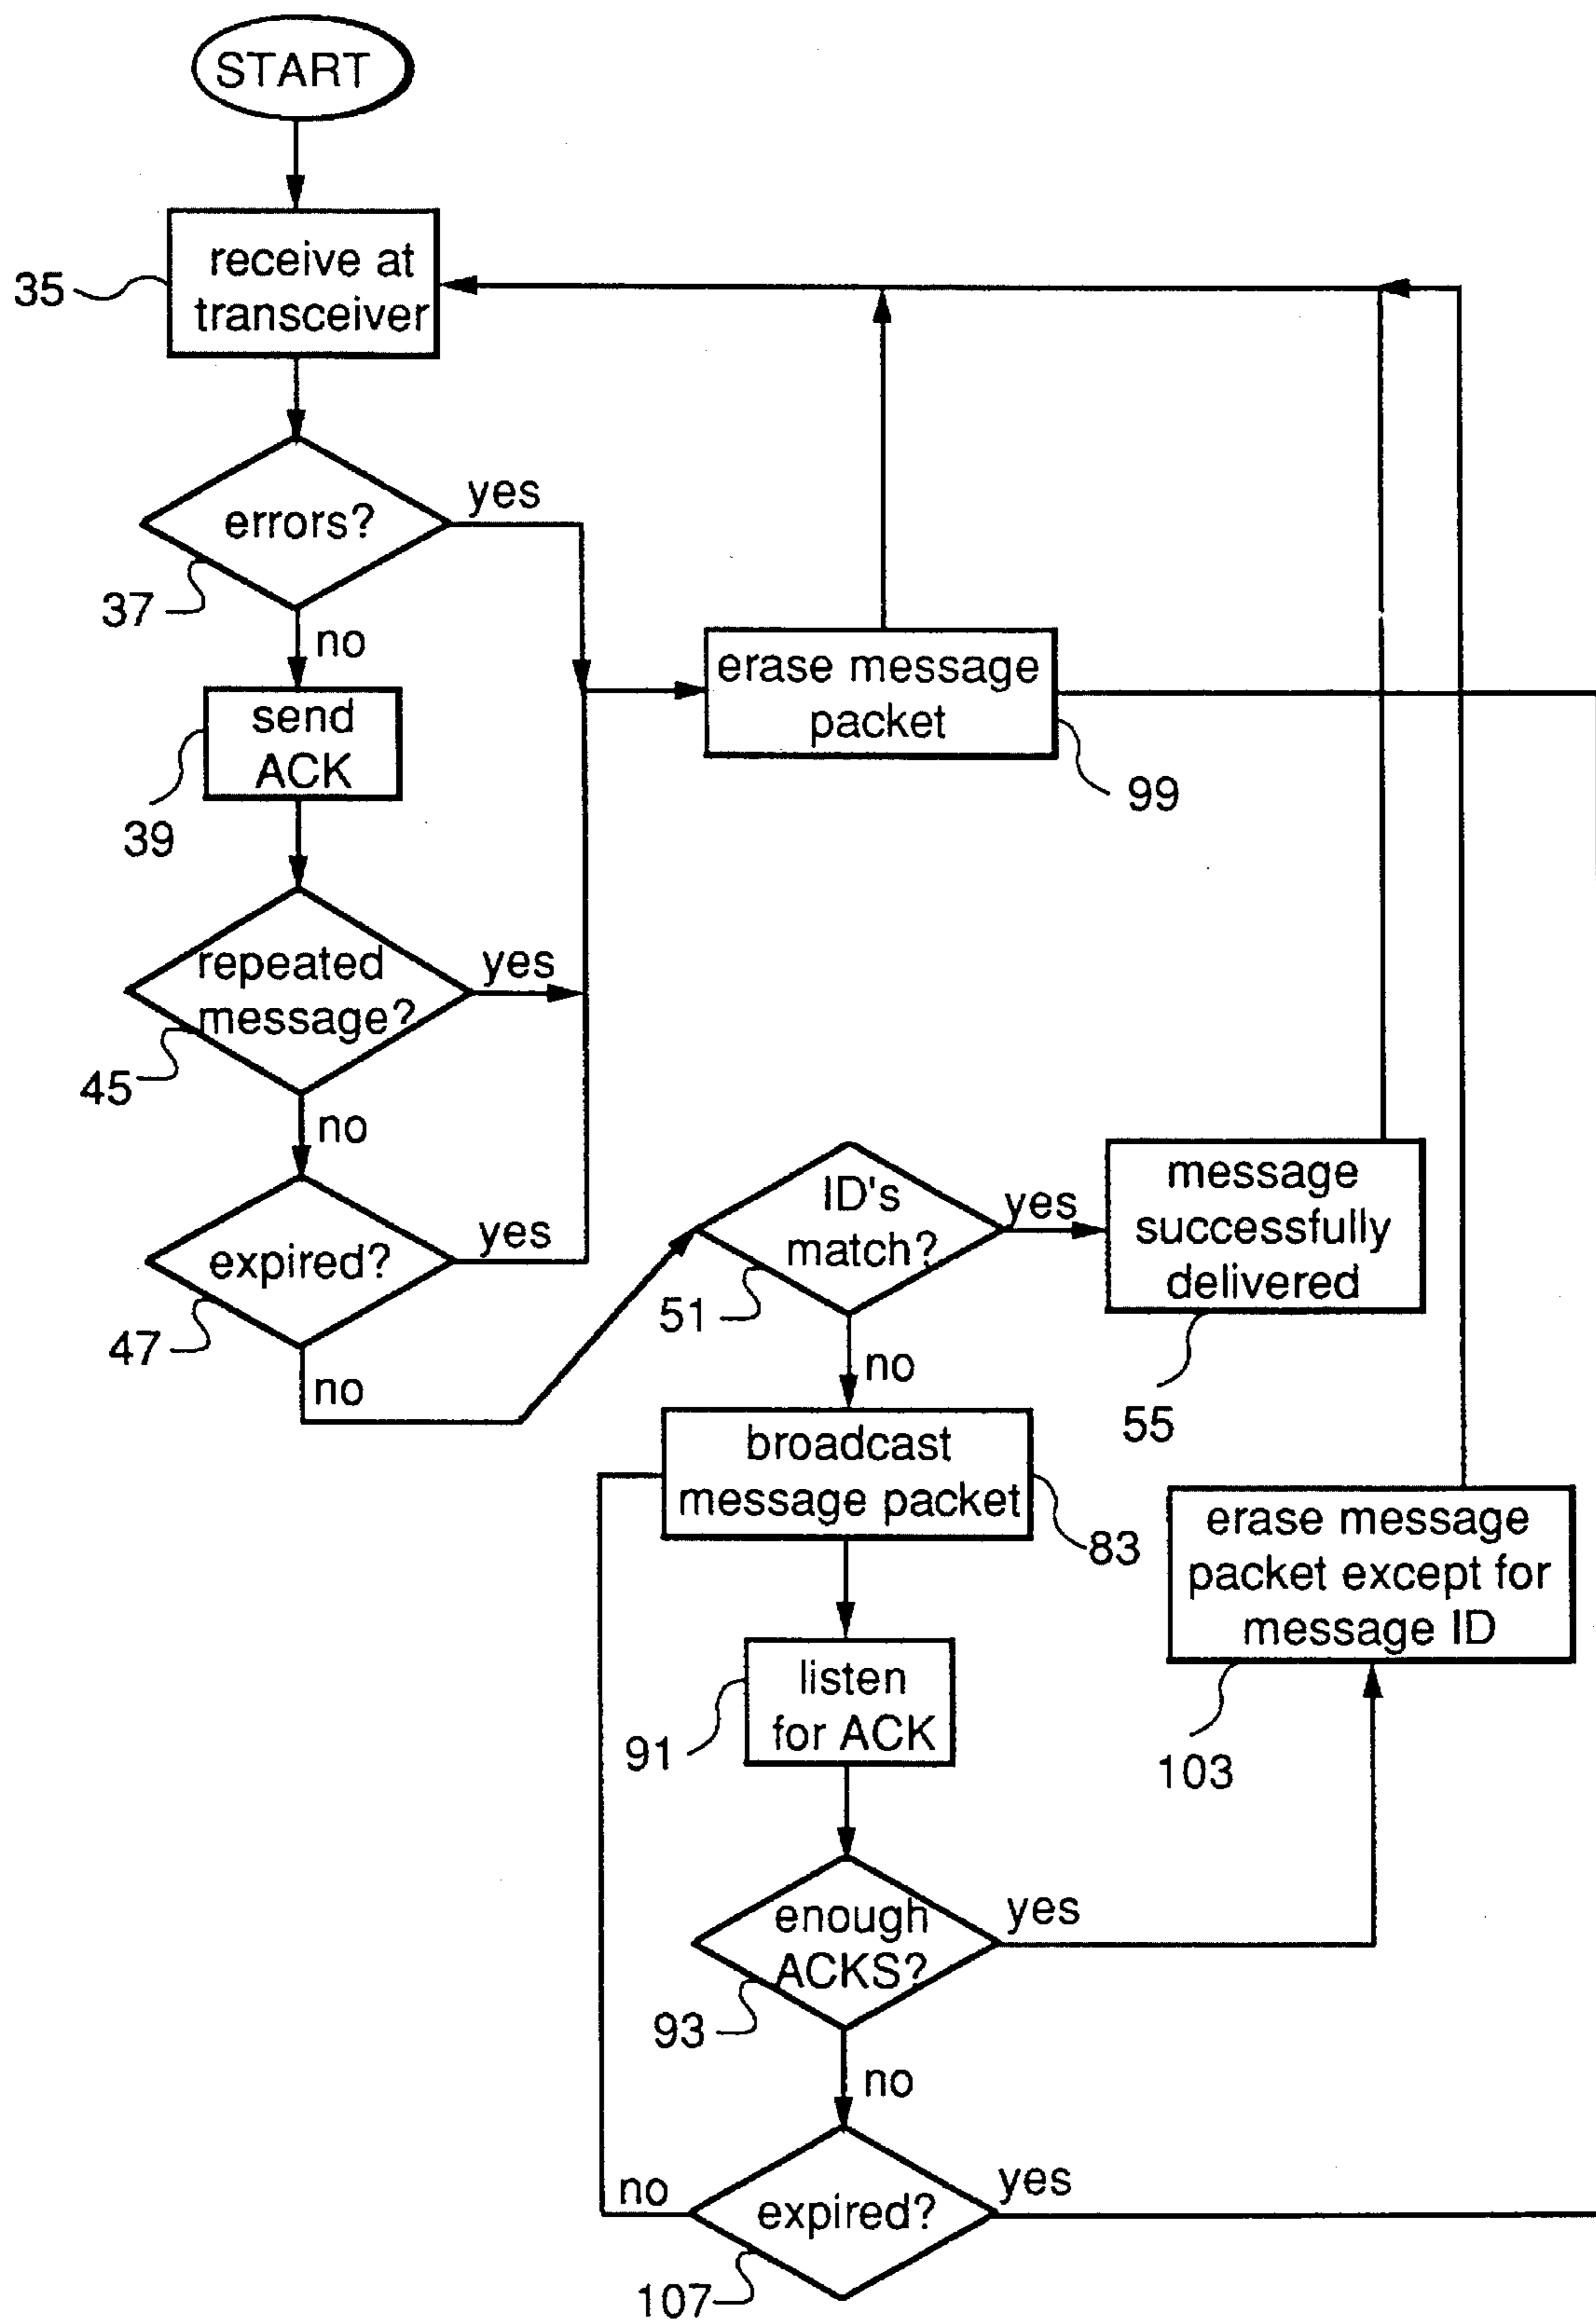 START
receive at
transceiver
35
errors?
yes
37
no
send
ACK
39
erase message
packet
99
repeated
message?
yes
45
no
expired?
yes
47
no
ID's
match?
yes
51
no
message
successfully
delivered
55
broadcast
message packet
83
erase message
packet except for
message ID
103
listen
for ACK
91
enough
ACKS?
yes
93
no
expired?
no
yes
107